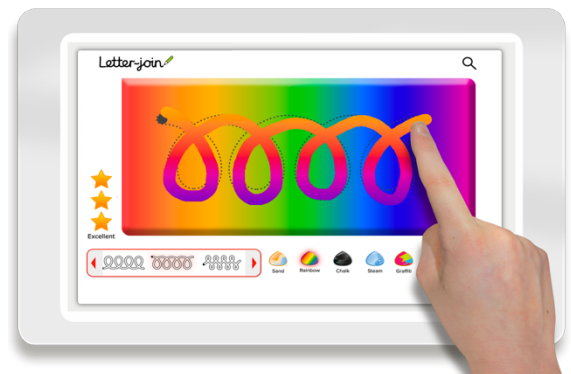 Letter-join
Excellent
Sand
Rainbow
Chalk
Steam
Graffiti